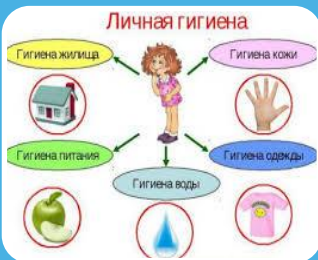 Личная гигиена
Гигиена жилища
Гигиена кожи
Гигиена питания
Гигиена одежды
Гигиена воды